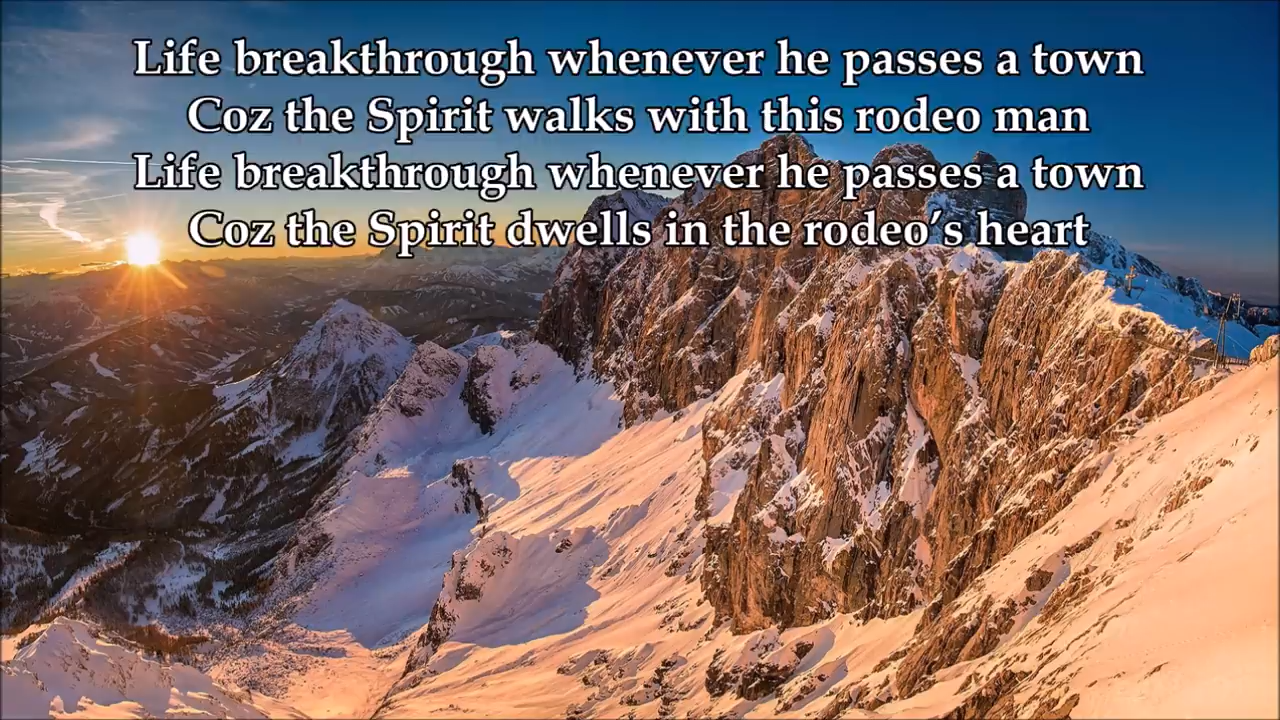 Life breakthrough whenever he passes a town
Coz the Spirit walks with this rodeo man
Life breakthrough whenever he passes a town
Coz the Spirit dwells in the rodeo’s heart